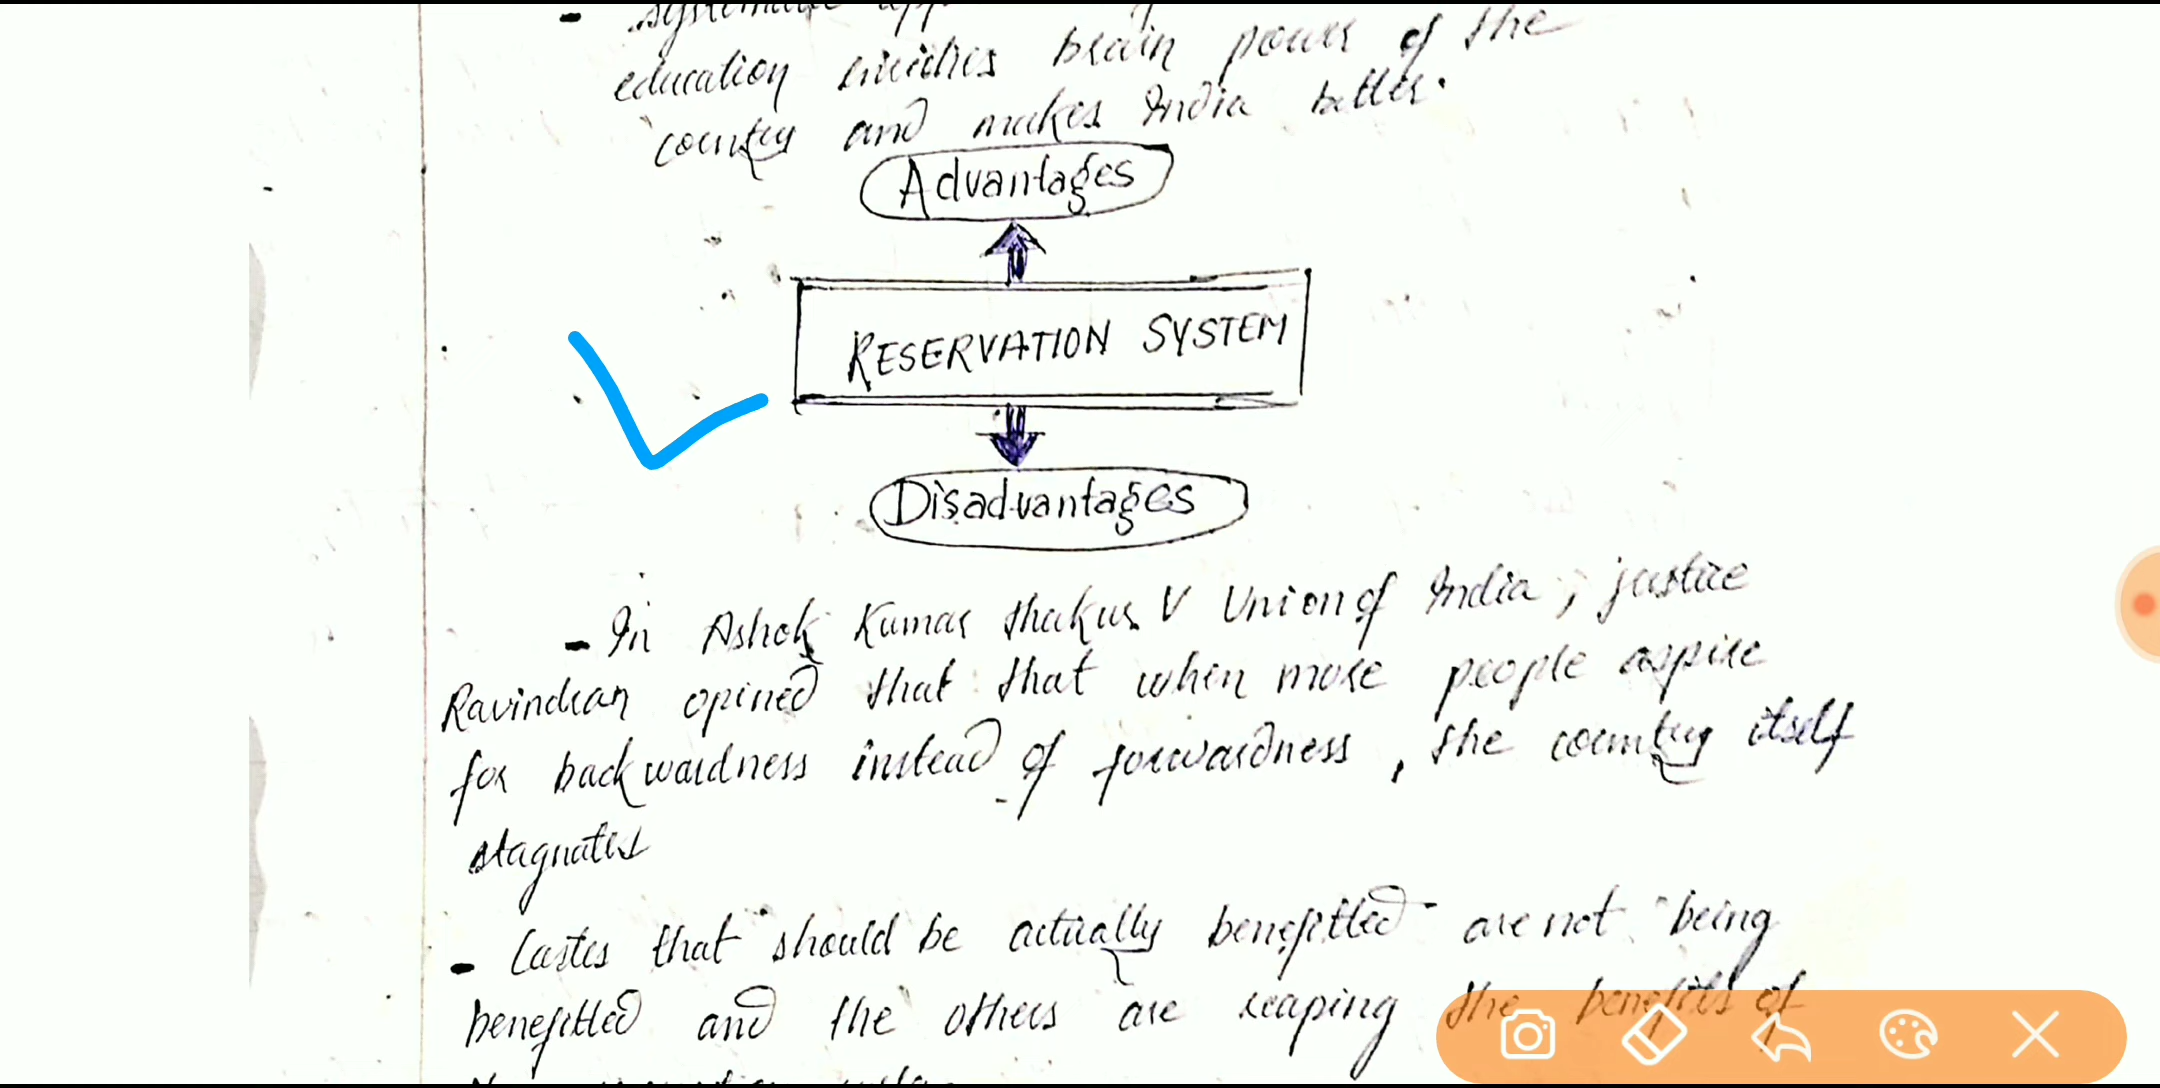 - systematic
education enriches brain power of the
country and makes India better.
Advantages
RESERVATION SYSTEM
Disadvantages
- In Ashok Kumar thakur V Union of India, justice
Ravindran opined that that when more people aspire
for backwardness instead of forwardness, the country itself
stagnates
- Castes that should be actually benefitted are not being
benefitted and the others are reaping the benefits of